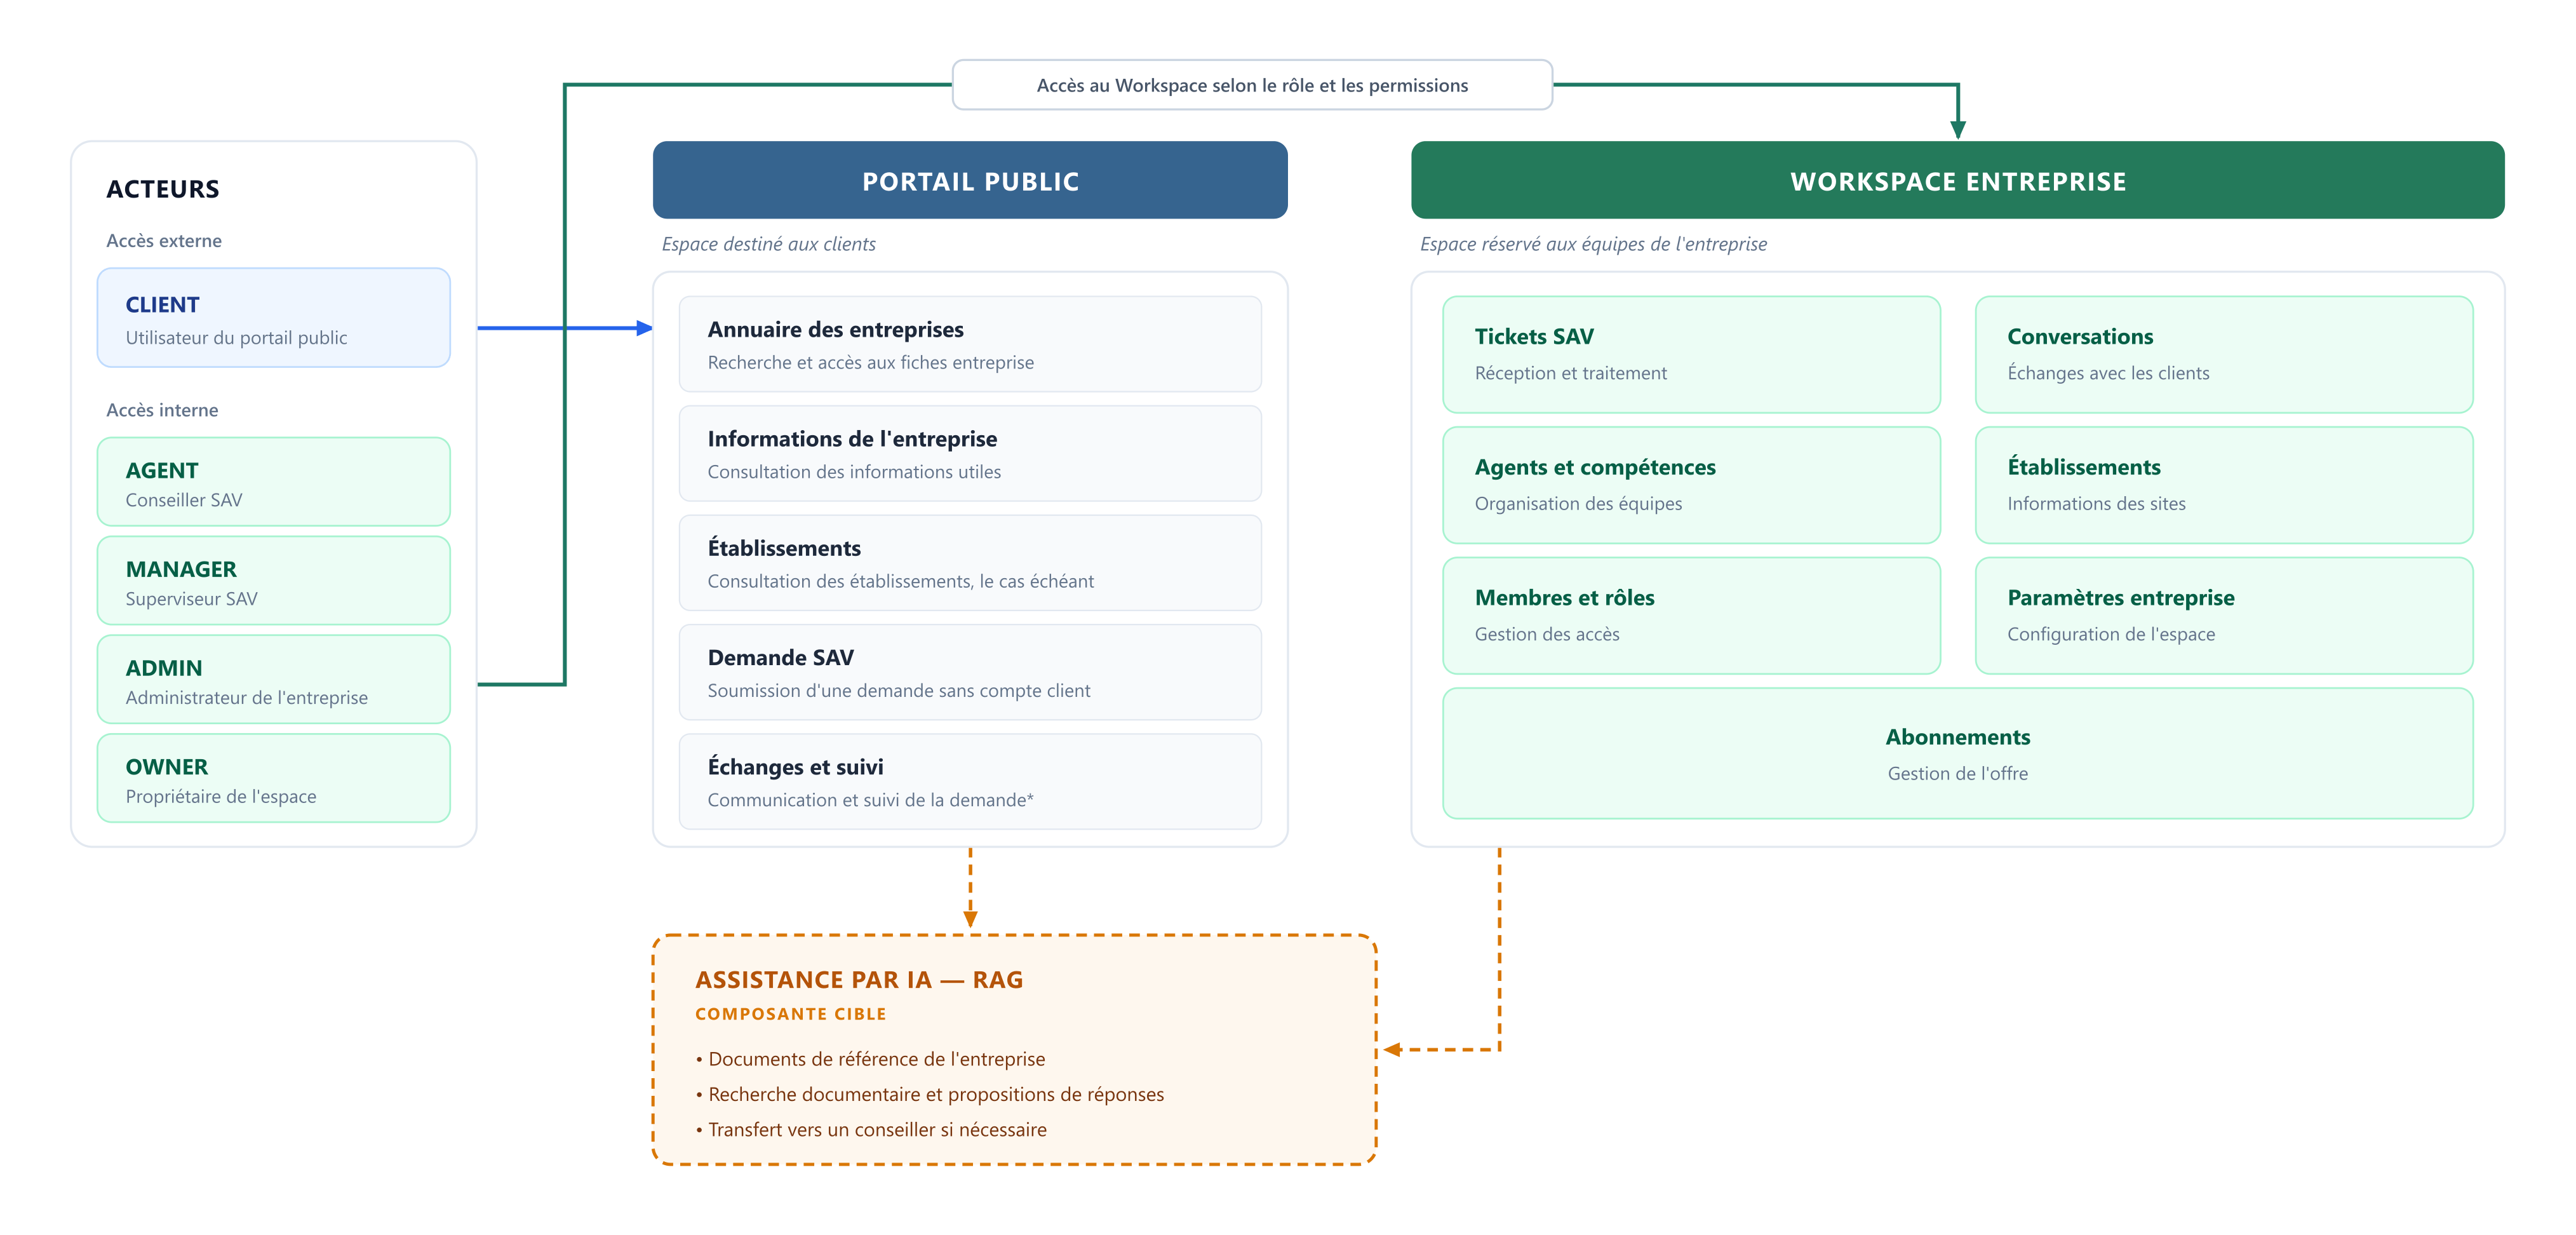 Accès au Workspace selon le rôle et les permissions
ACTEURS
Accès externe
CLIENT
Utilisateur du portail public
Accès interne
AGENT
Conseiller SAV
MANAGER
Superviseur SAV
ADMIN
Administrateur de l'entreprise
OWNER
Propriétaire de l'espace
PORTAIL PUBLIC
Espace destiné aux clients
Annuaire des entreprises
Recherche et accès aux fiches entreprise
Informations de l'entreprise
Consultation des informations utiles
Établissements
Consultation des établissements, le cas échéant
Demande SAV
Soumission d'une demande sans compte client
Échanges et suivi
Communication et suivi de la demande*
WORKSPACE ENTREPRISE
Espace réservé aux équipes de l'entreprise
Tickets SAV
Réception et traitement
Conversations
Échanges avec les clients
Agents et compétences
Organisation des équipes
Établissements
Informations des sites
Membres et rôles
Gestion des accès
Paramètres entreprise
Configuration de l'espace
Abonnements
Gestion de l'offre
ASSISTANCE PAR IA — RAG
COMPOSANTE CIBLE
• Documents de référence de l'entreprise
• Recherche documentaire et propositions de réponses
• Transfert vers un conseiller si nécessaire